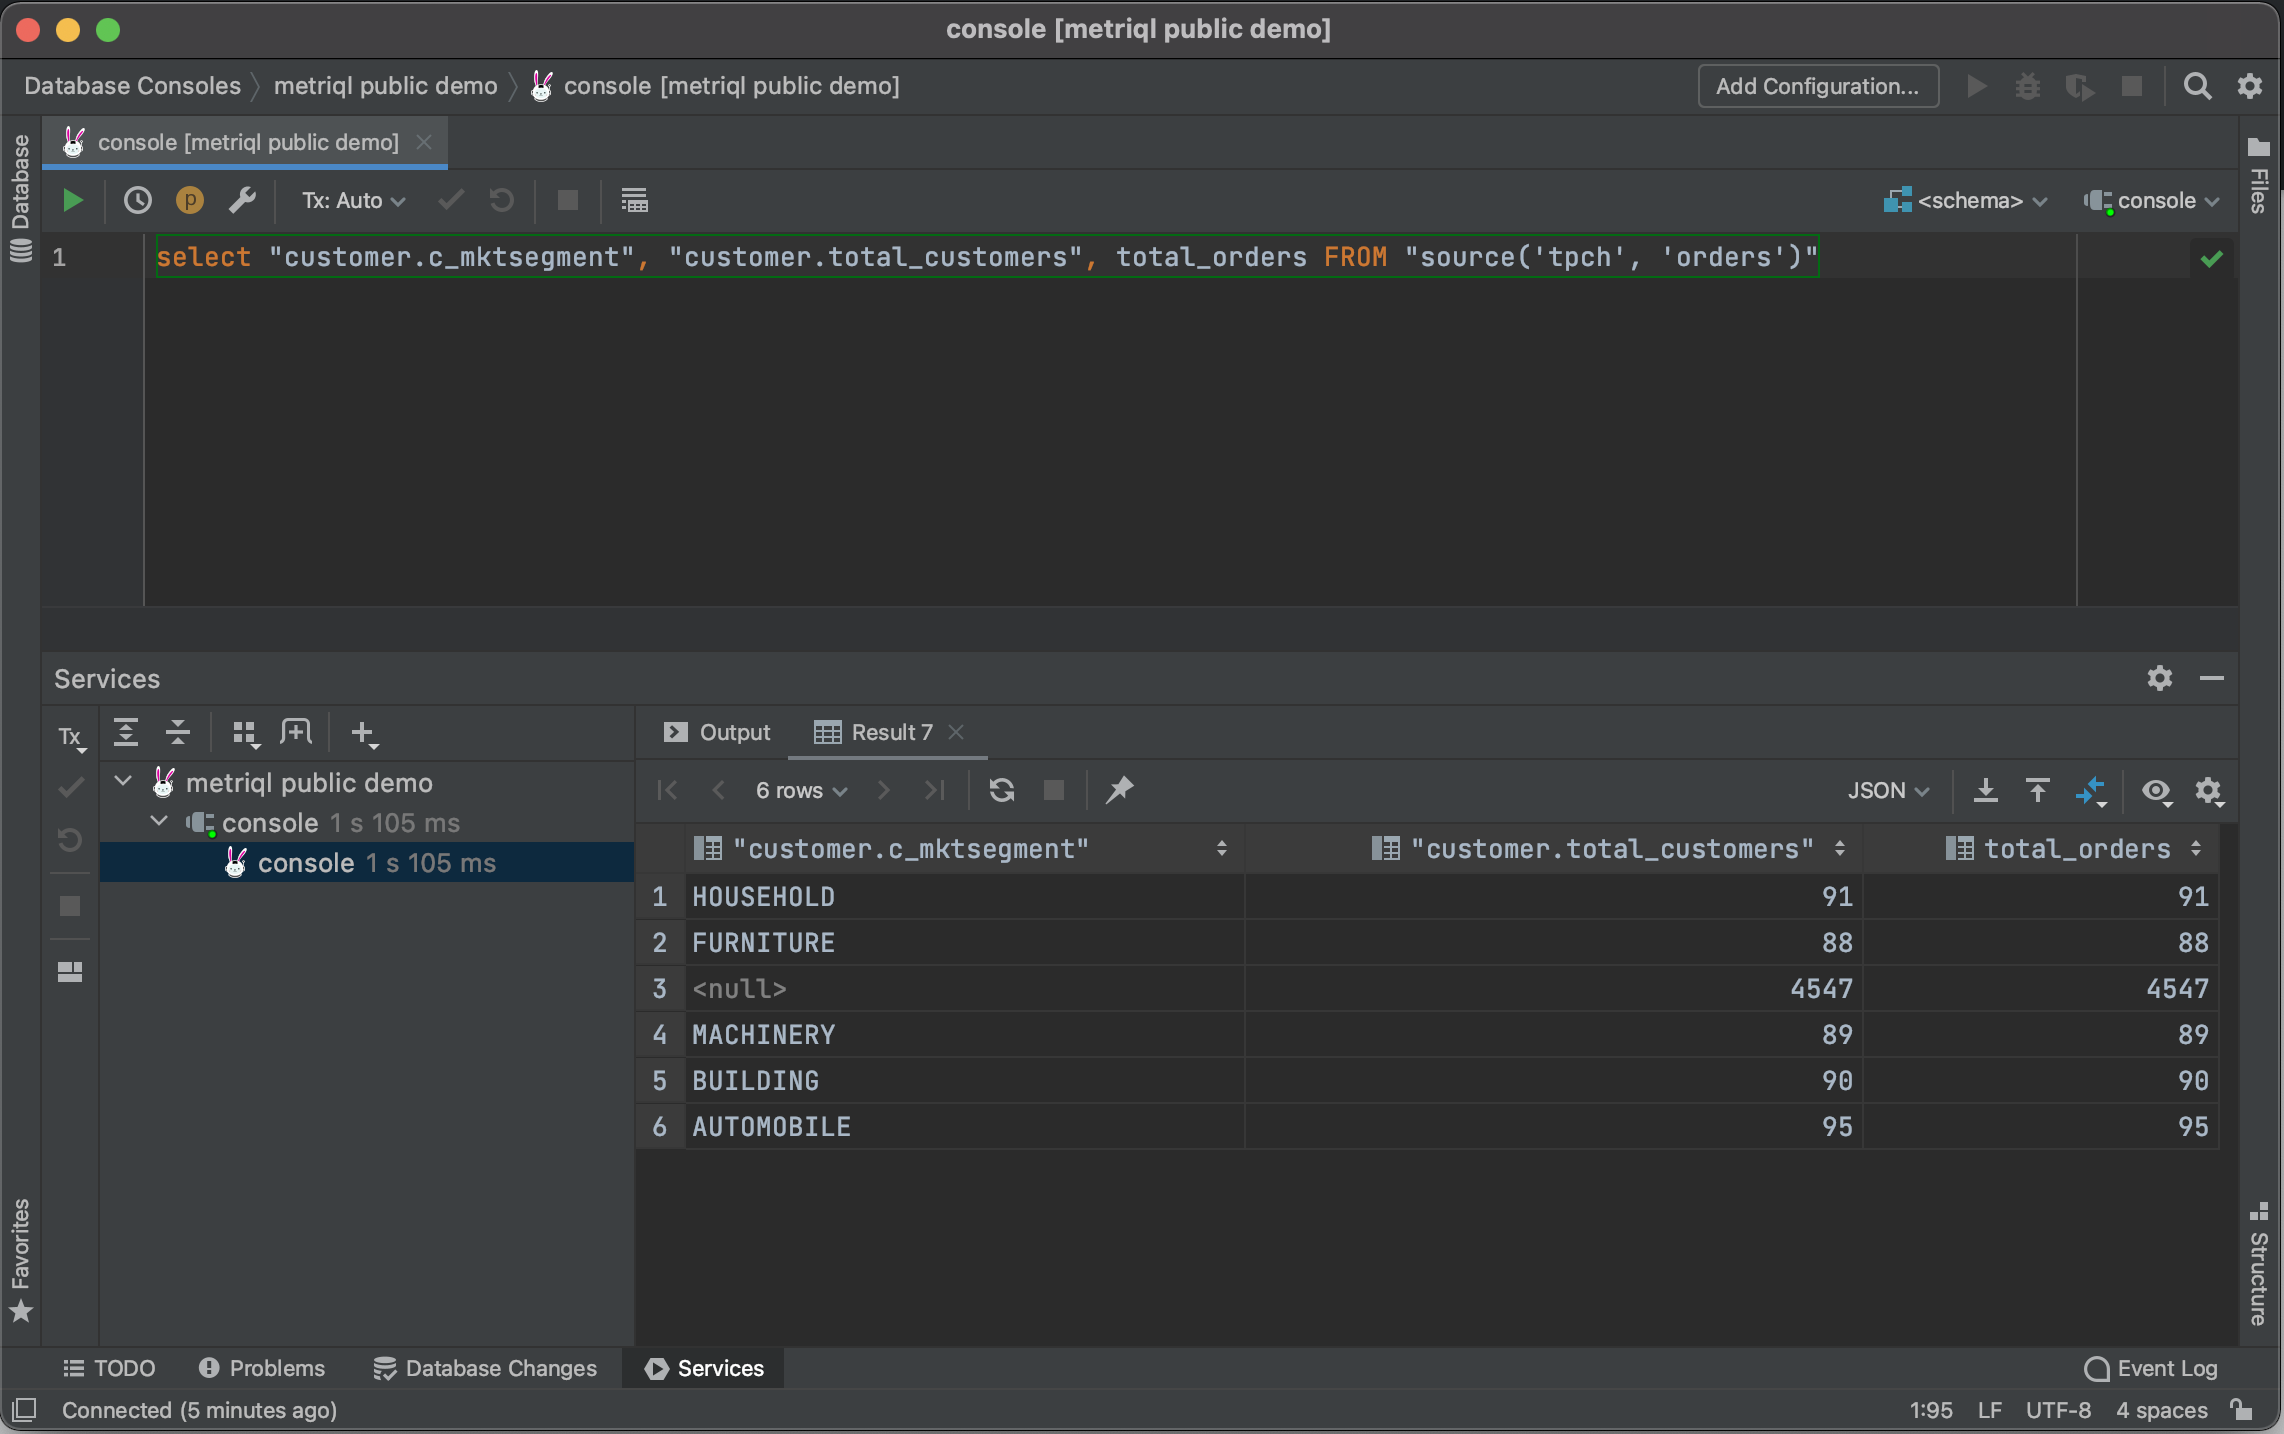 console [metriql public demo]
Database Consoles metriql public demo console [metriql public demo] Add Configuration...
Database
console [metriql public demo]
Files
Tx: Auto <schema> console
1 select "customer.c_mktsegment", "customer.total_customers", total_orders FROM "source('tpch', 'orders')"
Services
Tx
metriql public demo
console 1 s 105 ms
console 1 s 105 ms
Output Result 7
6 rows JSON
"customer.c_mktsegment" "customer.total_customers" total_orders
1 HOUSEHOLD 91 91
2 FURNITURE 88 88
3 <null> 4547 4547
4 MACHINERY 89 89
5 BUILDING 90 90
6 AUTOMOBILE 95 95
Favorites
Structure
TODO Problems Database Changes Services Event Log
Connected (5 minutes ago) 1:95 LF UTF-8 4 spaces